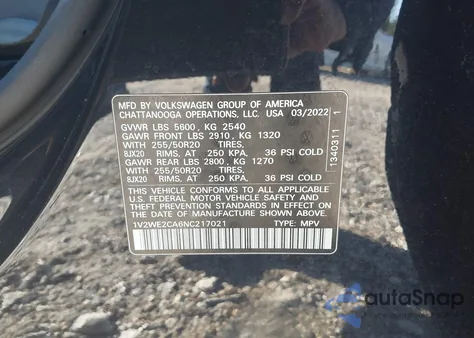 MFD BY VOLKSWAGEN GROUP OF AMERICA
CHATTANOOGA OPERATIONS, LLC. USA 03/2022
GVWR LBS 5600, KG 2540
GAWR FRONT LBS 2910, KG 1320
WITH 255/50R20 TIRES,
8JX20 RIMS, AT 250 KPA, 36 PSI COLD
GAWR REAR LBS 2800, KG 1270
WITH 255/50R20 TIRES,
8JX20 RIMS, AT 250 KPA, 36 PSI COLD
THIS VEHICLE CONFORMS TO ALL APPLICABLE
U.S. FEDERAL MOTOR VEHICLE SAFETY AND
THEFT PREVENTION STANDARDS IN EFFECT ON
THE DATE OF MANUFACTURE SHOWN ABOVE.
1V2WE2CA6NC217021 TYPE: MPV
1340311 1
autoSnap